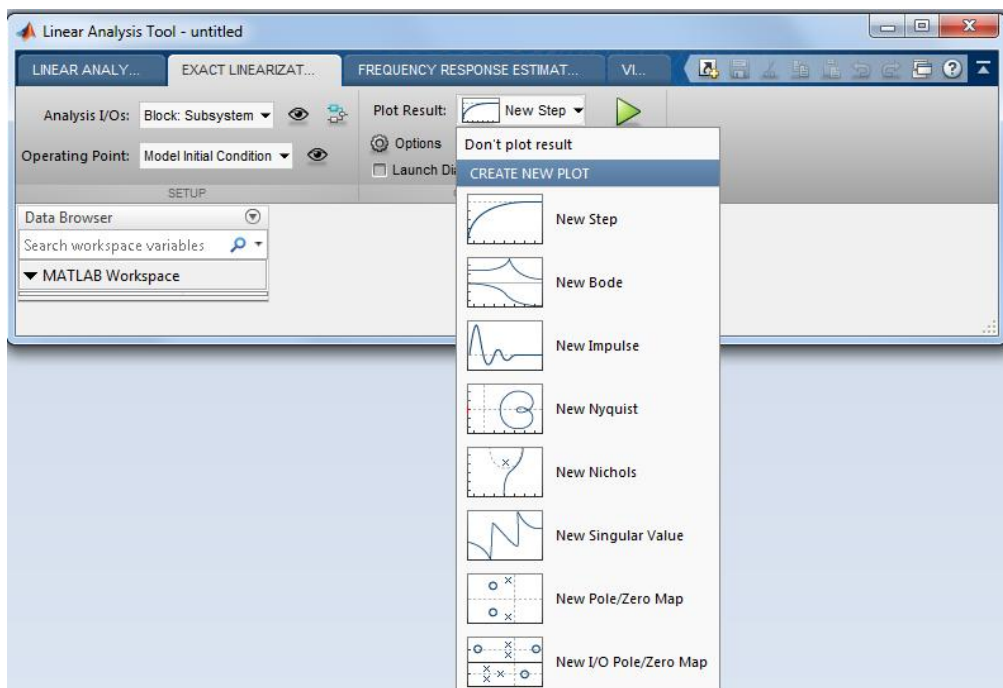 Linear Analysis Tool - untitled
LINEAR ANALY... EXACT LINEARIZAT... FREQUENCY RESPONSE ESTIMAT... VI...
Analysis I/Os: Block: Subsystem Plot Result: New Step
Operating Point: Model Initial Condition Options
Launch Di
SETUP
Don't plot result
CREATE NEW PLOT
New Step
New Bode
New Impulse
New Nyquist
New Nichols
New Singular Value
New Pole/Zero Map
New I/O Pole/Zero Map
Data Browser
Search workspace variables
MATLAB Workspace